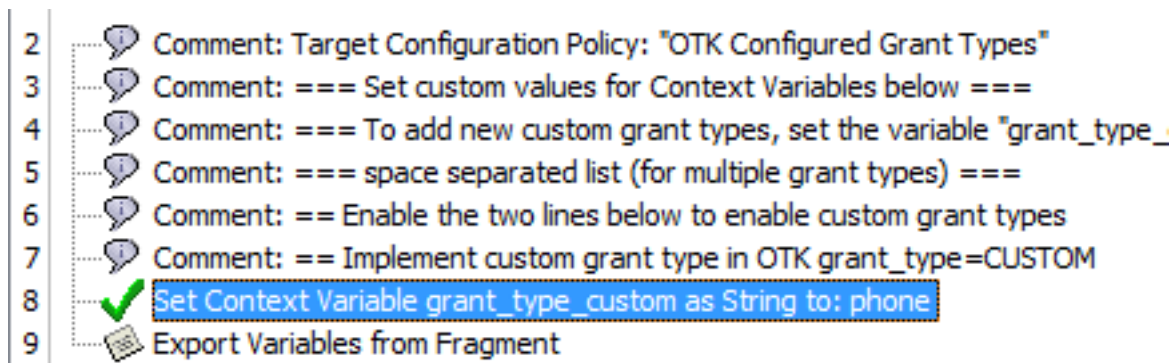 2 Comment: Target Configuration Policy: "OTK Configured Grant Types"
3 Comment: === Set custom values for Context Variables below ===
4 Comment: === To add new custom grant types, set the variable "grant_type_
5 Comment: === space separated list (for multiple grant types) ===
6 Comment: == Enable the two lines below to enable custom grant types
7 Comment: == Implement custom grant type in OTK grant_type=CUSTOM
8 Set Context Variable grant_type_custom as String to: phone
9 Export Variables from Fragment